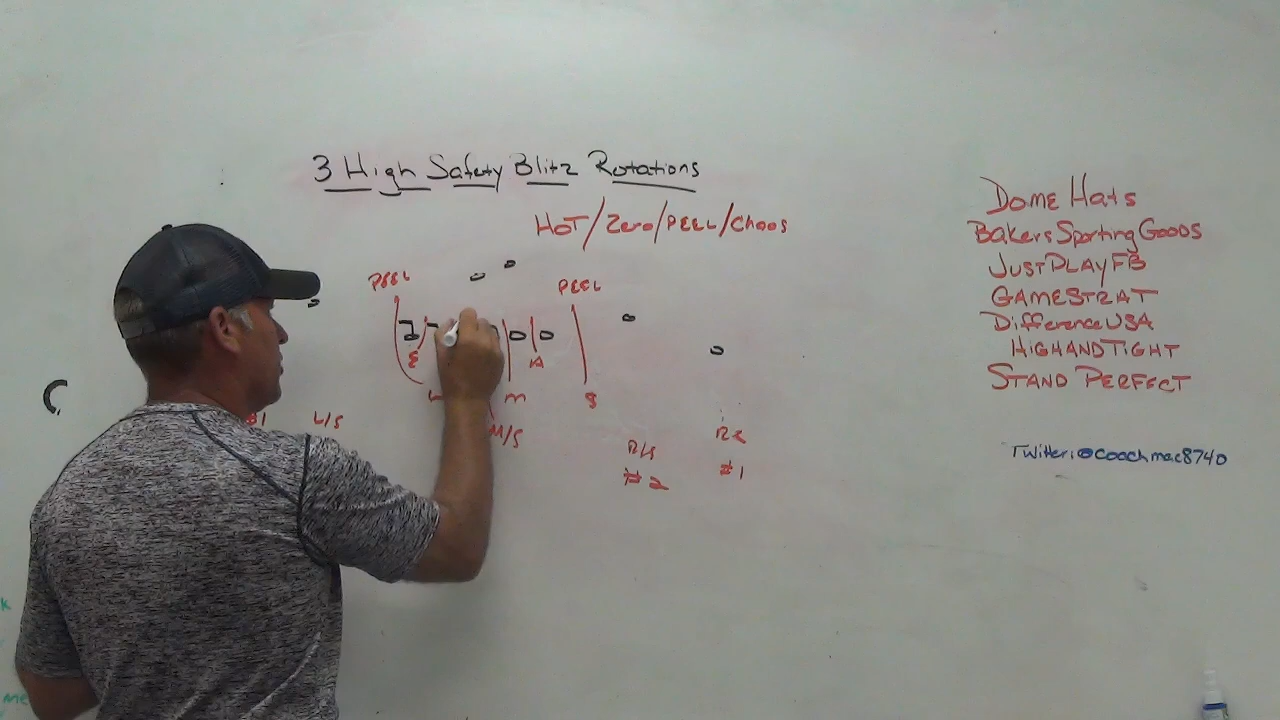 3 High Safety Blitz Rotations
HOT/Zero/PEEL/Chaos
PEEL
PEEL
E
A
M
S
M/S
L/S
R/S
#2
#1
Dome Hats
Bakers Sporting Goods
JUSTPLAYFB
GAMESTRAT
DifferenceUSA
HIGHANDTIGHT
STAND PERFECT
Twitter:@coachmac8740